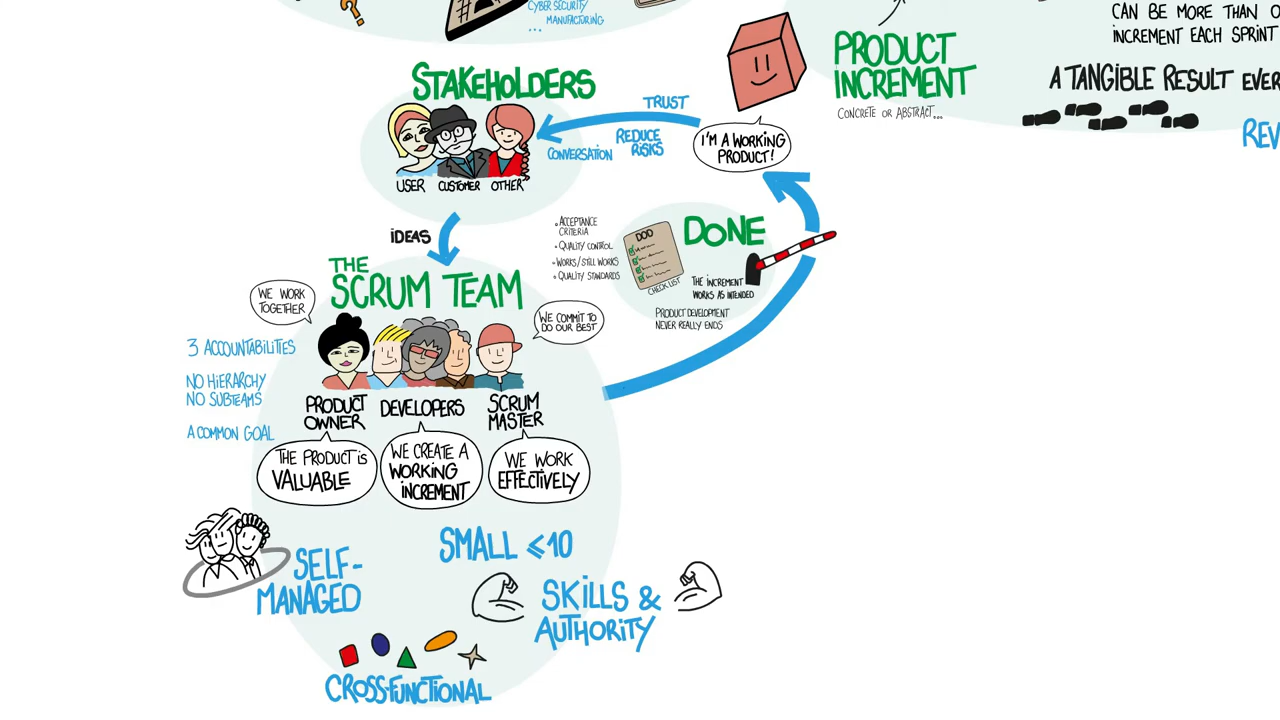 CYBER SECURITY
MANUFACTURING
...
CAN BE MORE THAN O
INCREMENT EACH SPRINT
PRODUCT
INCREMENT
CONCRETE OR ABSTRACT...
A TANGIBLE RESULT EVER
REV
STAKEHOLDERS
USER
CUSTOMER
OTHER
TRUST
REDUCE
RISKS
CONVERSATION
I'M A WORKING
PRODUCT!
IDEAS
• ACCEPTANCE
CRITERIA
• QUALITY CONTROL
• WORKS/STILL WORKS
• QUALITY STANDARDS
DOD
CHECKLIST
DONE
THE INCREMENT
WORKS AS INTENDED
PRODUCT DEVELOPMENT
NEVER REALLY ENDS
THE
SCRUM TEAM
WE WORK
TOGETHER
WE COMMIT TO
DO OUR BEST
3 ACCOUNTABILITIES
NO HIERARCHY
NO SUBTEAMS
A COMMON GOAL
PRODUCT
OWNER
DEVELOPERS
SCRUM
MASTER
THE PRODUCT IS
VALUABLE
WE CREATE A
WORKING
INCREMENT
WE WORK
EFFECTIVELY
SELF-
MANAGED
SMALL ≤10
SKILLS &
AUTHORITY
CROSS-FUNCTIONAL